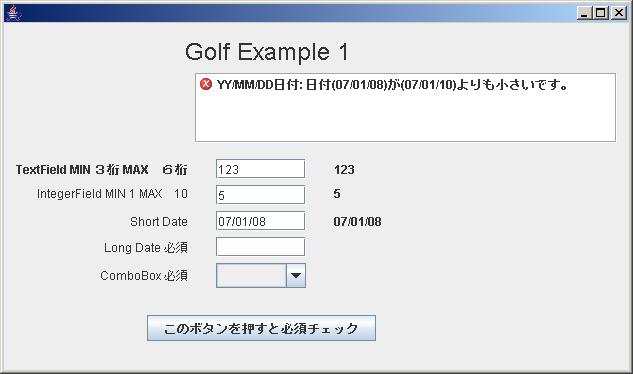 Golf Example 1
YY/MM/DD日付: 日付(07/01/08)が(07/01/10)よりも小さいです。
TextField MIN ３桁 MAX　６桁 123 123
IntegerField MIN 1 MAX　10 5 5
Short Date 07/01/08 07/01/08
Long Date 必須
ComboBox 必須
このボタンを押すと必須チェック